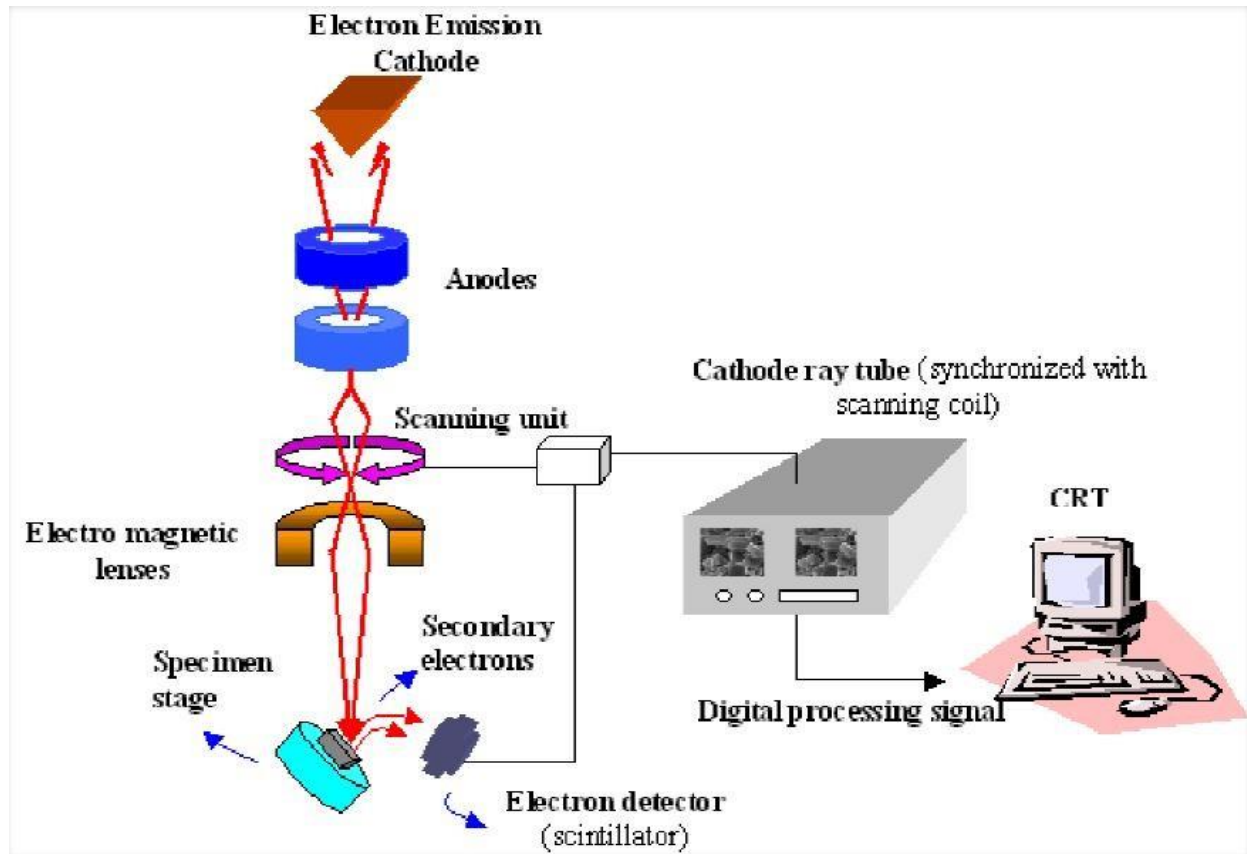 Electron Emission
Cathode
Anodes
Cathode ray tube (synchronized with
scanning coil)
Scanning unit
CRT
Electro magnetic
lenses
Secondary
electrons
Specimen
stage
Digital processing signal
Electron detector
(scintillator)